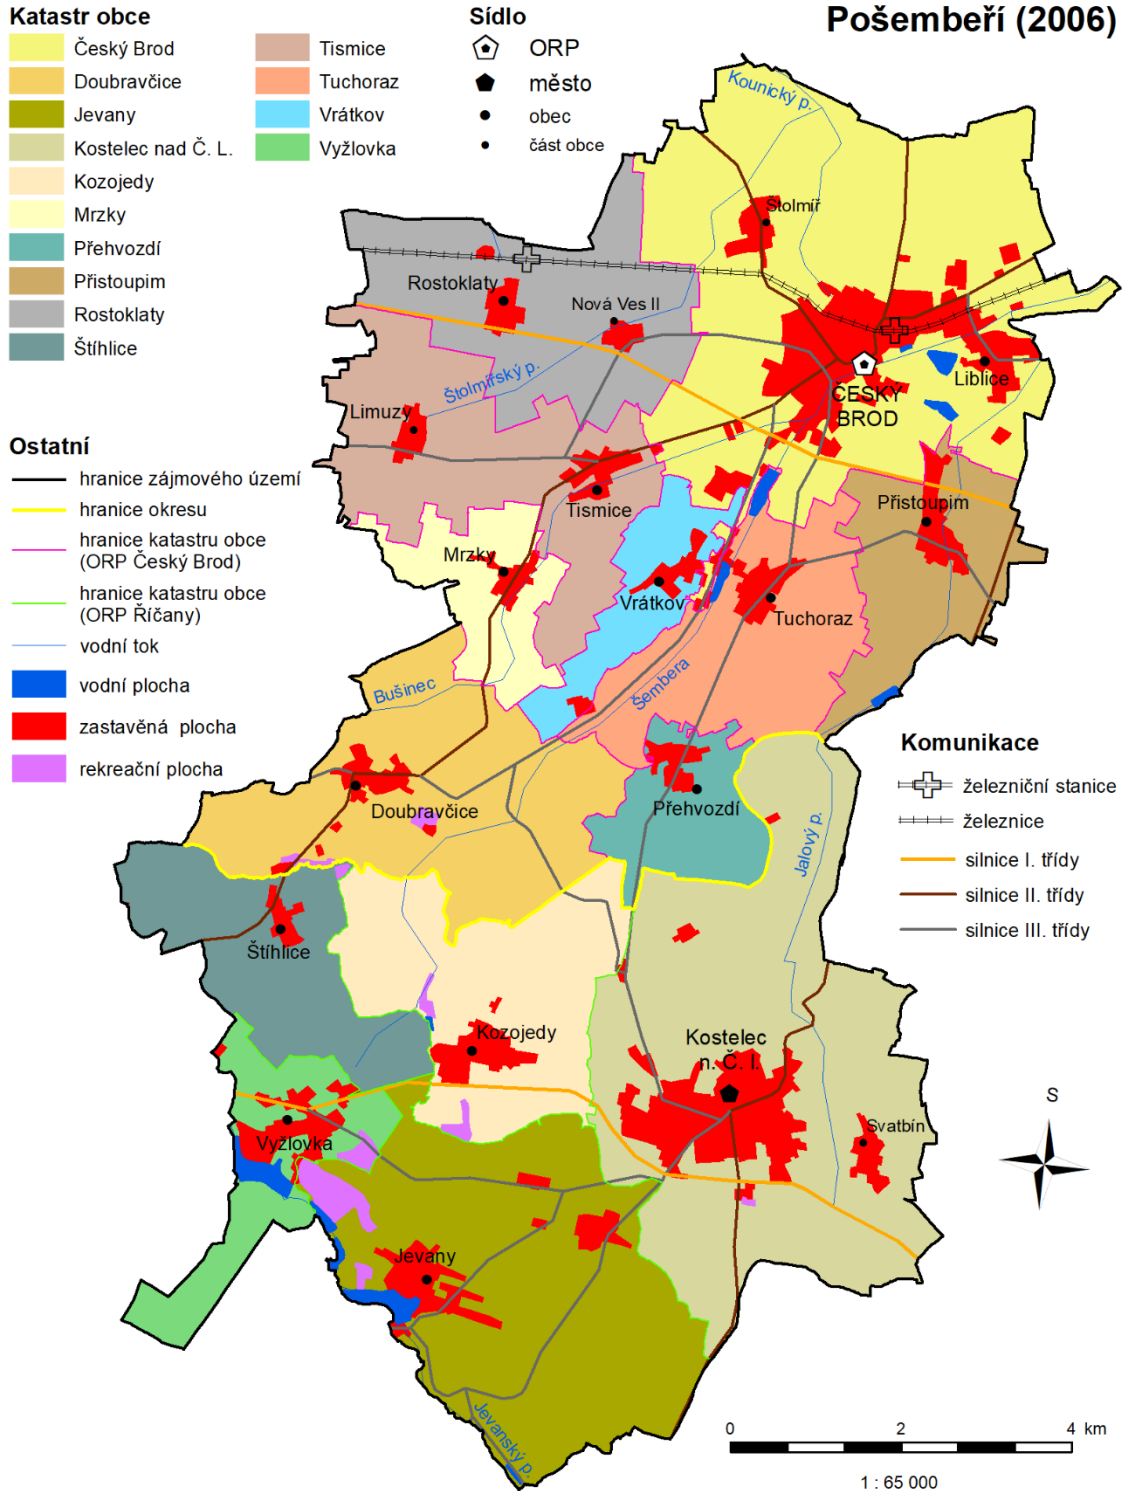 Pošembeří (2006)
Katastr obce
Český Brod
Doubravčice
Jevany
Kostelec nad Č. L.
Kozojedy
Mrzky
Přehvozdí
Přistoupim
Rostoklaty
Štíhlice
Tismice
Tuchoraz
Vrátkov
Vyžlovka
Sídlo
ORP
město
obec
část obce
Ostatní
hranice zájmového území
hranice okresu
hranice katastru obce
(ORP Český Brod)
hranice katastru obce
(ORP Říčany)
vodní tok
vodní plocha
zastavěná plocha
rekreační plocha
Komunikace
železniční stanice
železnice
silnice I. třídy
silnice II. třídy
silnice III. třídy
Kounický p.
Štolmíř
Rostoklaty
Nová Ves II
Štolmířský p.
Liblice
ČESKÝ
BROD
Limuzy
Tismice
Přistoupim
Mrzky
Vrátkov
Tuchoraz
Šembera
Bušinec
Přehvozdí
Doubravčice
Jalový p.
Štíhlice
Kozojedy
Kostelec
n. Č. l.
Svatbín
Vyžlovka
Jevany
Jevanský p.
S
0 2 4 km
1 : 65 000